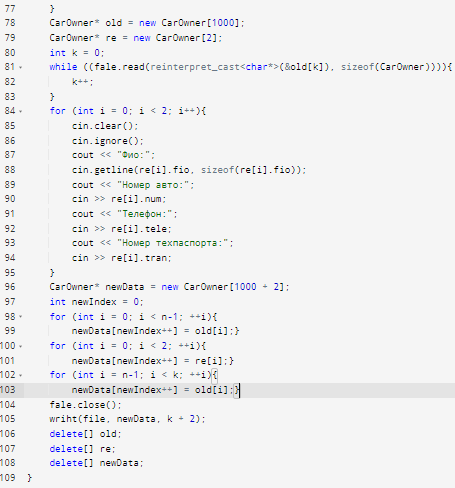 77 }
78 CarOwner* old = new CarOwner[1000];
79 CarOwner* re = new CarOwner[2];
80 int k = 0;
81 while ((fale.read(reinterpret_cast<char*>(&old[k]), sizeof(CarOwner)))){
82 k++;
83 }
84 for (int i = 0; i < 2; i++){
85 cin.clear();
86 cin.ignore();
87 cout << "Фио:";
88 cin.getline(re[i].fio, sizeof(re[i].fio));
89 cout << "Номер авто:";
90 cin >> re[i].num;
91 cout << "Телефон:";
92 cin >> re[i].tele;
93 cout << "Номер техпаспорта:";
94 cin >> re[i].tran;
95 }
96 CarOwner* newData = new CarOwner[1000 + 2];
97 int newIndex = 0;
98 for (int i = 0; i < n-1; ++i){
99 newData[newIndex++] = old[i];}
100 for (int i = 0; i < 2; ++i){
101 newData[newIndex++] = re[i];}
102 for (int i = n-1; i < k; ++i){
103 newData[newIndex++] = old[i];}
104 fale.close();
105 wriht(file, newData, k + 2);
106 delete[] old;
107 delete[] re;
108 delete[] newData;
109 }